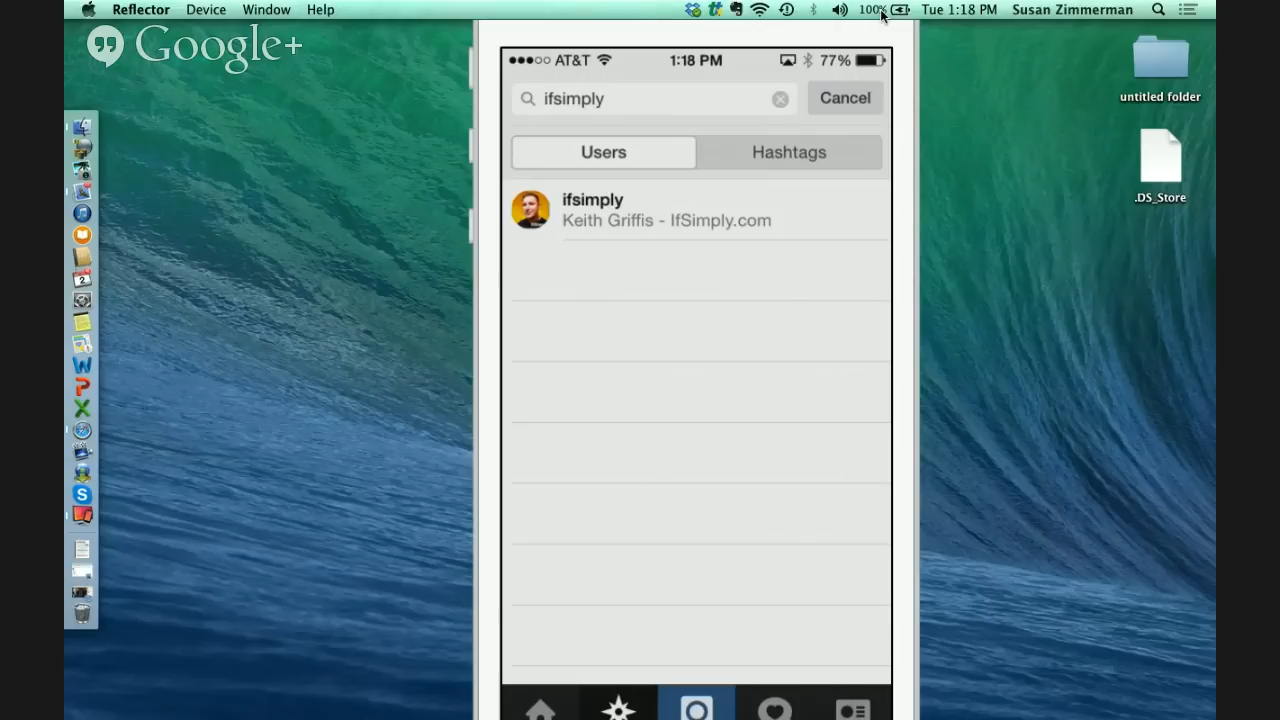 Reflector Device Window Help 100% Tue 1:18 PM Susan Zimmerman
Google+
AT&T 1:18 PM 77%
ifsimply Cancel
Users Hashtags
ifsimply
Keith Griffis - IfSimply.com
untitled folder
.DS_Store
2
W
P
X
S